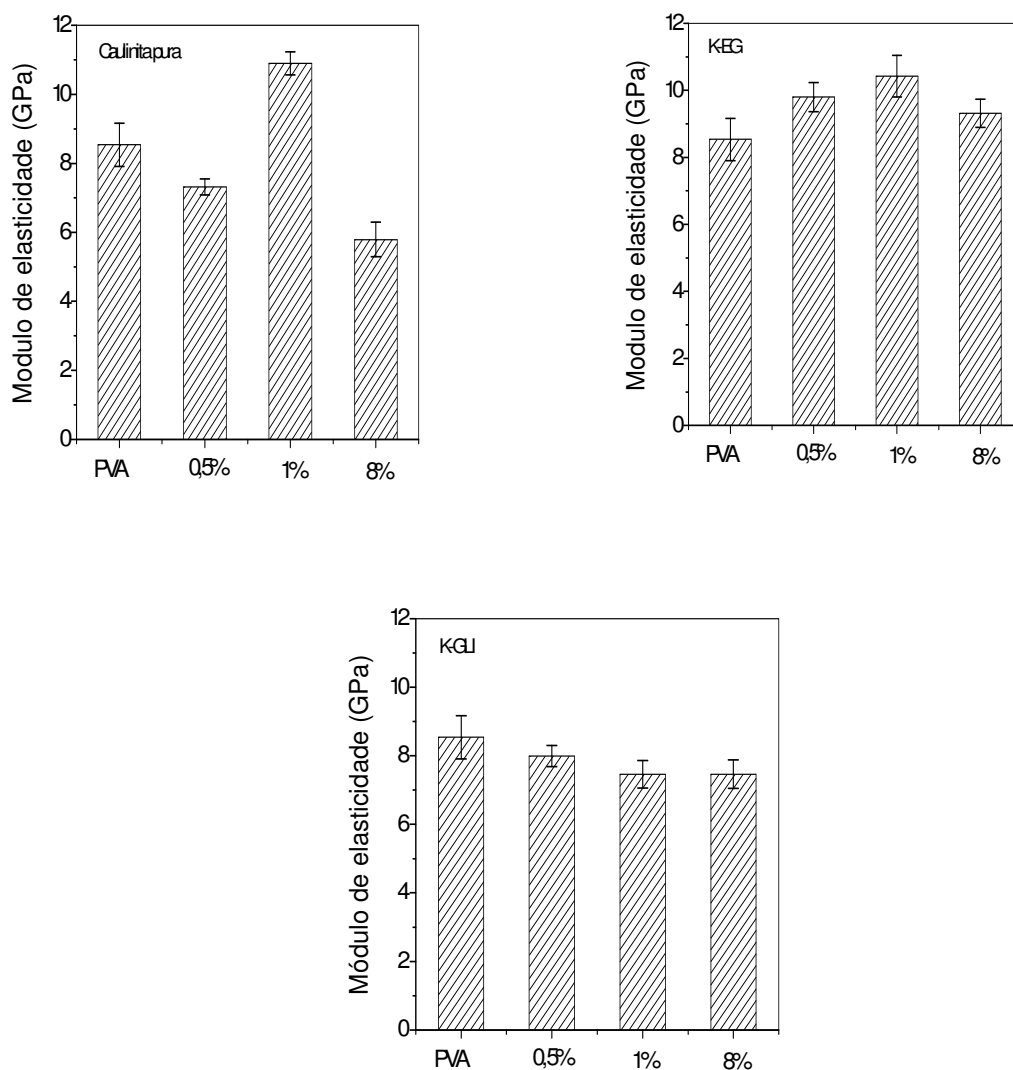 Caulinita pura
Modulo de elasticidade (GPa)
12
10
8
6
4
2
0
PVA 0,5% 1% 8%
K-EG
Modulo de elasticidade (GPa)
12
10
8
6
4
2
0
PVA 0,5% 1% 8%
K-GLI
Módulo de elasticidade (GPa)
12
10
8
6
4
2
0
PVA 0,5% 1% 8%